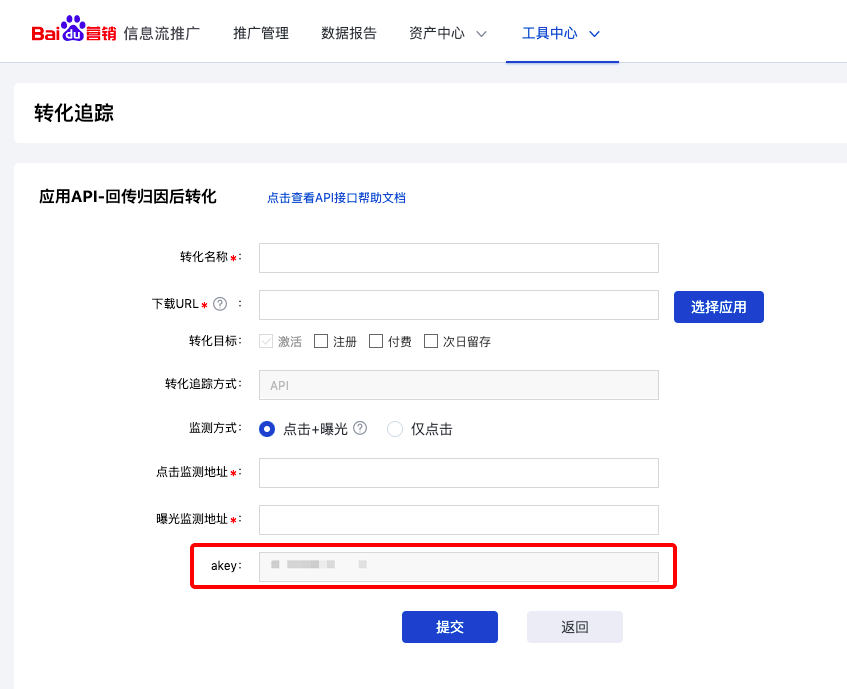 Bai du 营销 信息流推广 推广管理 数据报告 资产中心 工具中心
转化追踪
应用API-回传归因后转化 点击查看API接口帮助文档
转化名称*:
下载URL* ? : 选择应用
转化目标: 激活 注册 付费 次日留存
转化追踪方式: API
监测方式: 点击+曝光 ? 仅点击
点击监测地址*:
曝光监测地址*:
akey:
提交 返回